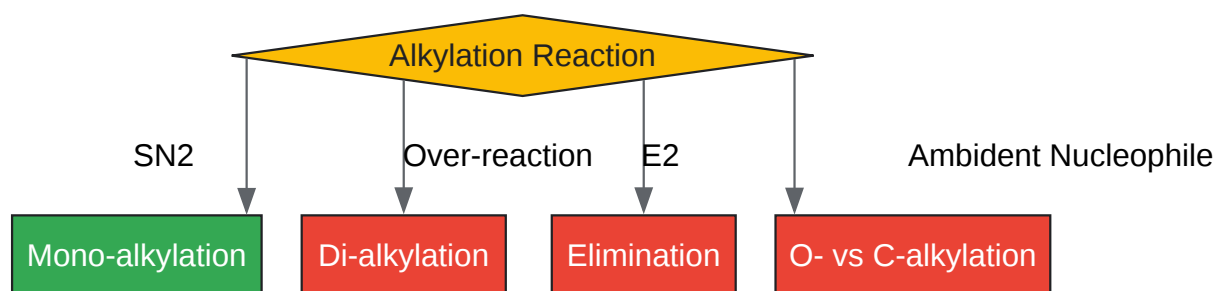 Alkylation Reaction
SN2
Over-reaction
E2
Ambident Nucleophile
Mono-alkylation
Di-alkylation
Elimination
O- vs C-alkylation